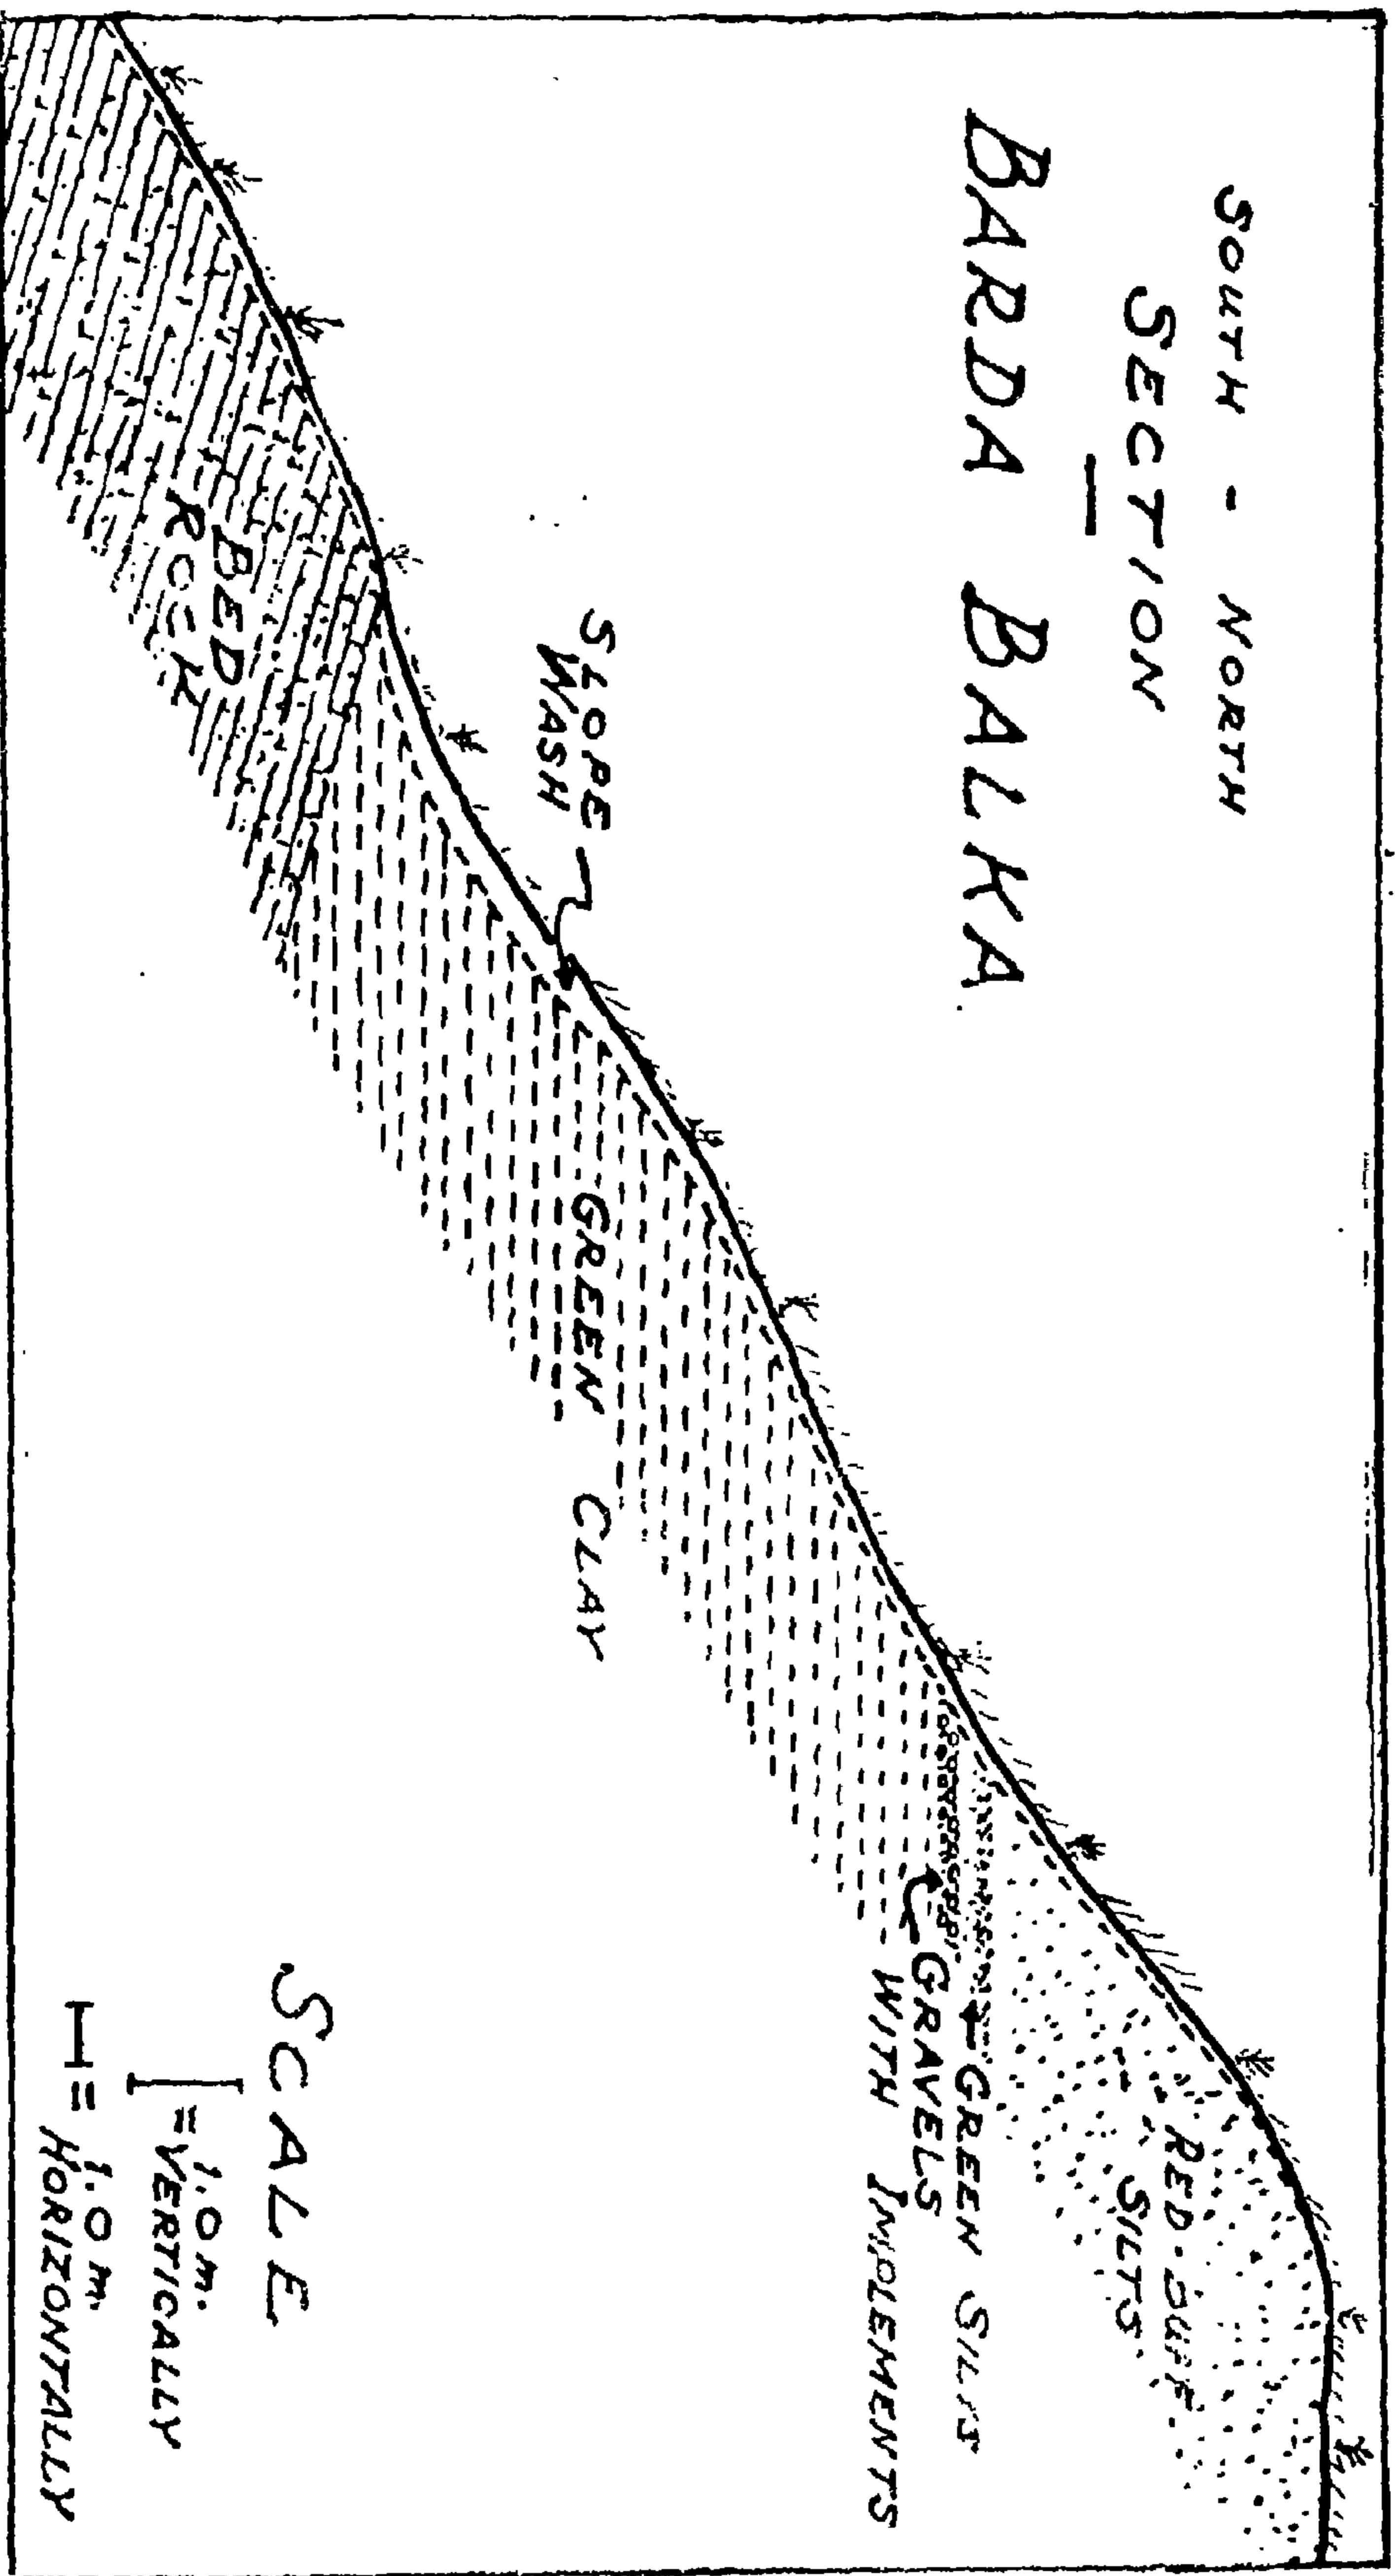 SOUTH - NORTH
SECTION
BARDA BALKA
SLOPE
WASH
BED
ROCK
GREEN CLAY
RED-BUFF
SILTS
GREEN SILTS
GRAVELS
WITH IMPLEMENTS
SCALE
= 1.0 m.
VERTICALLY
= 1.0 m.
HORIZONTALLY